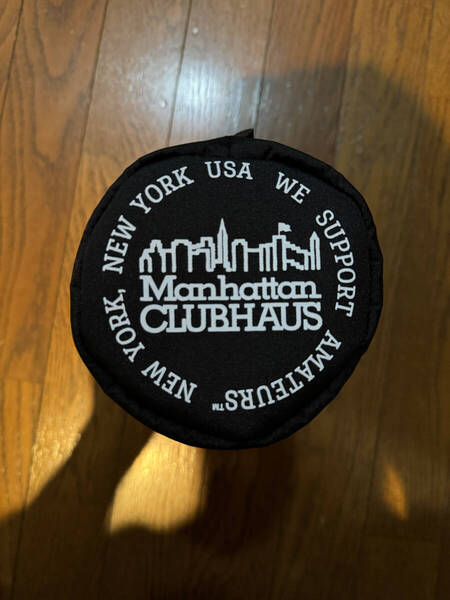 NEW YORK, NEW YORK USA WE SUPPORT AMATEURS™
Manhattan
CLUBHAUS